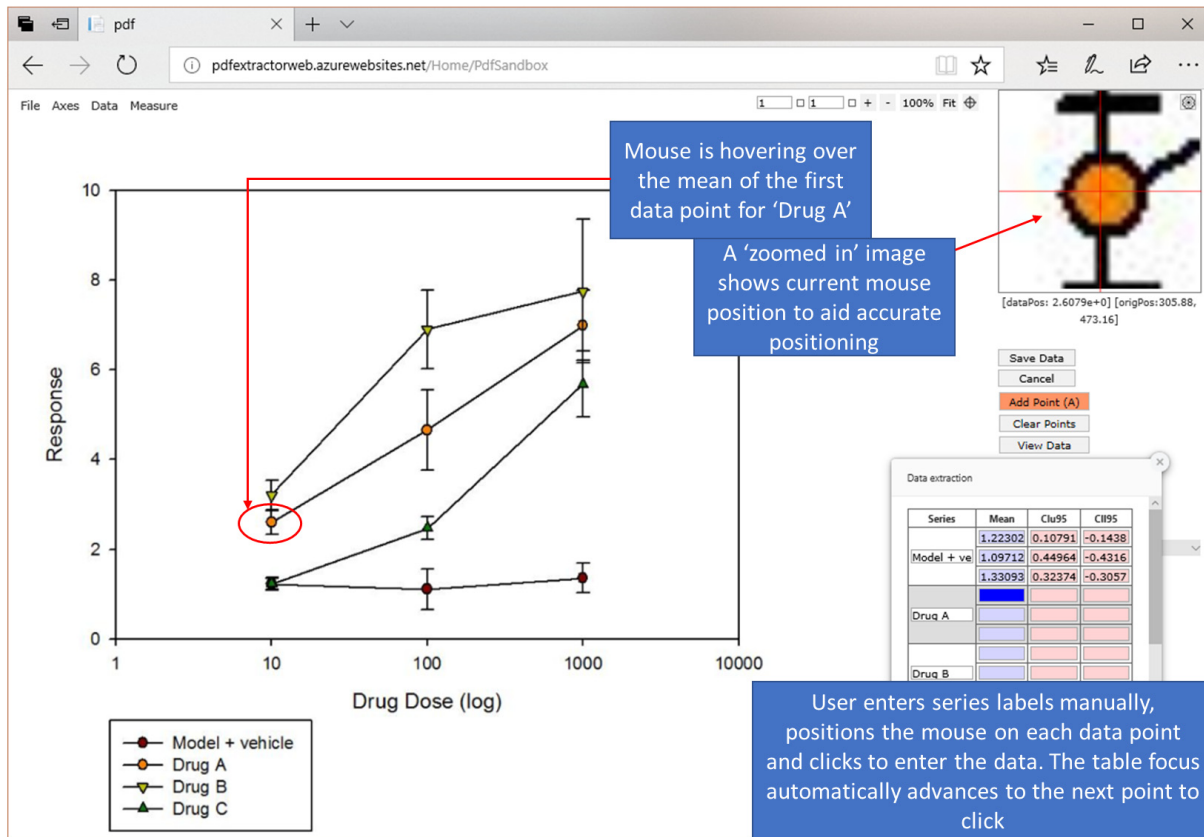 pdf
pdfextractorweb.azurewebsites.net/Home/PdfSandbox
File Axes Data Measure
1 1 + - 100% Fit
Mouse is hovering over
the mean of the first
data point for ‘Drug A’
A ‘zoomed in’ image
shows current mouse
position to aid accurate
positioning
[dataPos: 2.6079e+0] [origPos:305.88,
473.16]
Save Data
Cancel
Add Point (A)
Clear Points
View Data
10
8
6
4
2
0
Response
1 10 100 1000 10000
Drug Dose (log)
Model + vehicle
Drug A
Drug B
Drug C
Data extraction
Series Mean Clu95 Cll95
1.22302 0.10791 -0.1438
Model + ve 1.09712 0.44964 -0.4316
1.33093 0.32374 -0.3057
Drug A
Drug B
User enters series labels manually,
positions the mouse on each data point
and clicks to enter the data. The table focus
automatically advances to the next point to
click